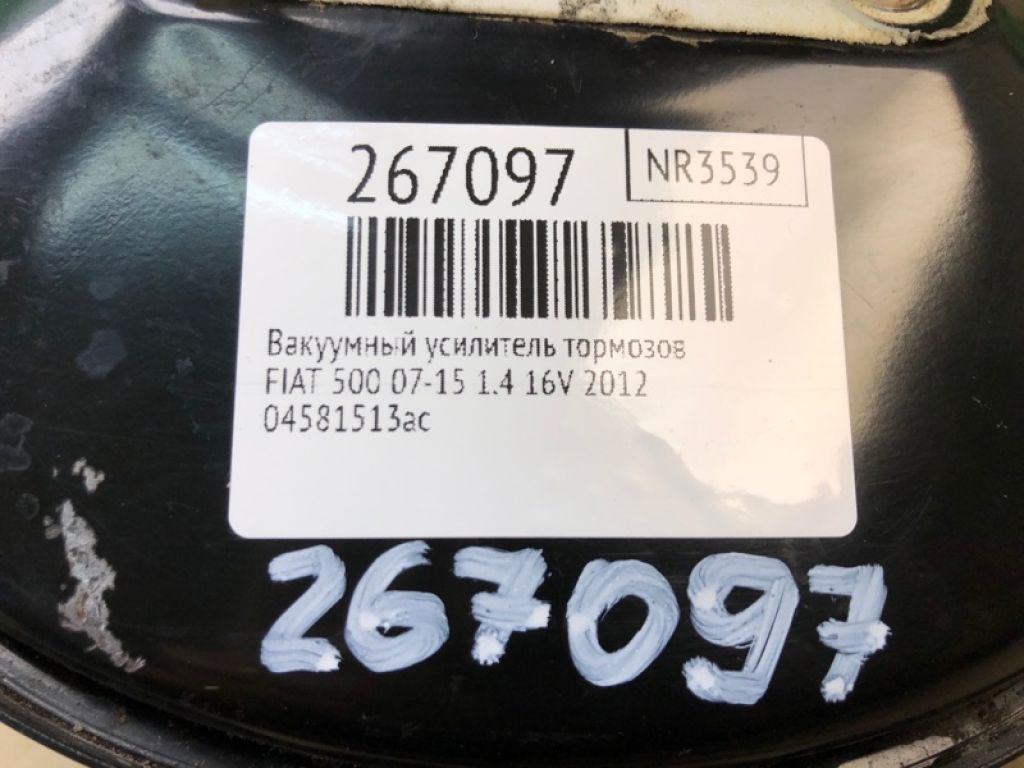 267097
NR3539
Вакуумный усилитель тормозов
FIAT 500 07-15 1.4 16V 2012
04581513ac
267097